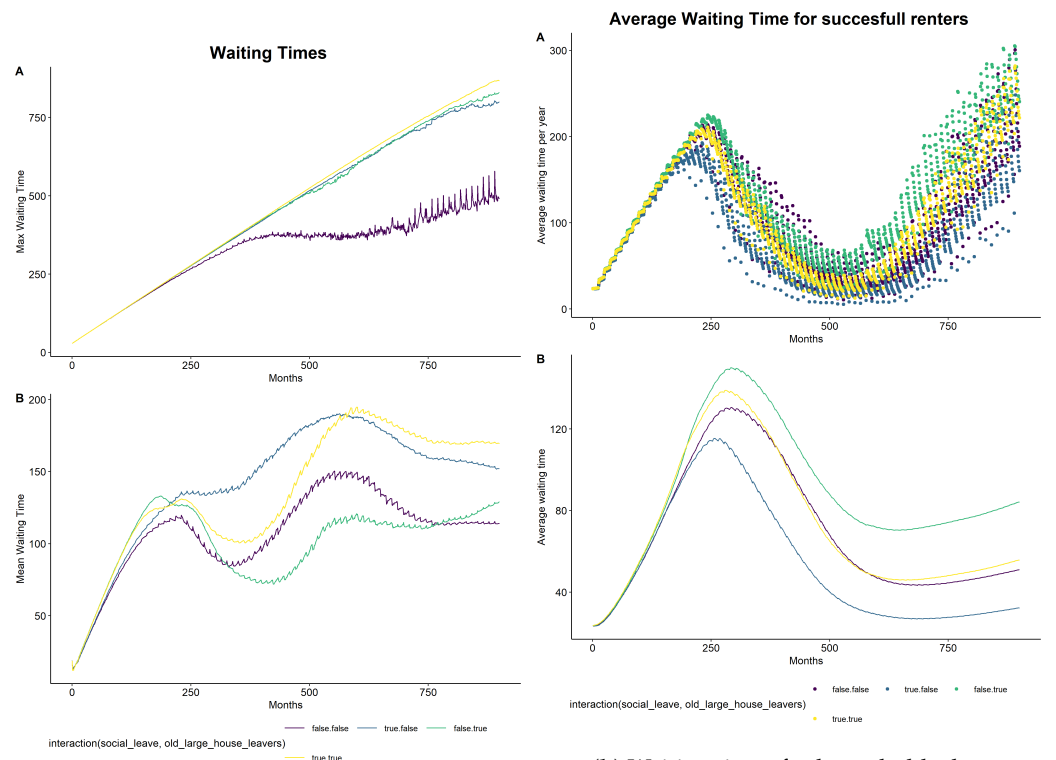 Waiting Times
A
Max Waiting Time
750
500
250
0
0 250 500 750
Months
B
Mean Waiting Time
200
150
100
50
0 250 500 750
Months
interaction(social_leave, old_large_house_leavers)
false.false true.false false.true
true.true
Average Waiting Time for succesfull renters
A
Average waiting time per year
300
200
100
0
0 250 500 750
Months
B
Average waiting time
120
80
40
0 250 500 750
Months
interaction(social_leave, old_large_house_leavers)
false.false true.false false.true
true.true